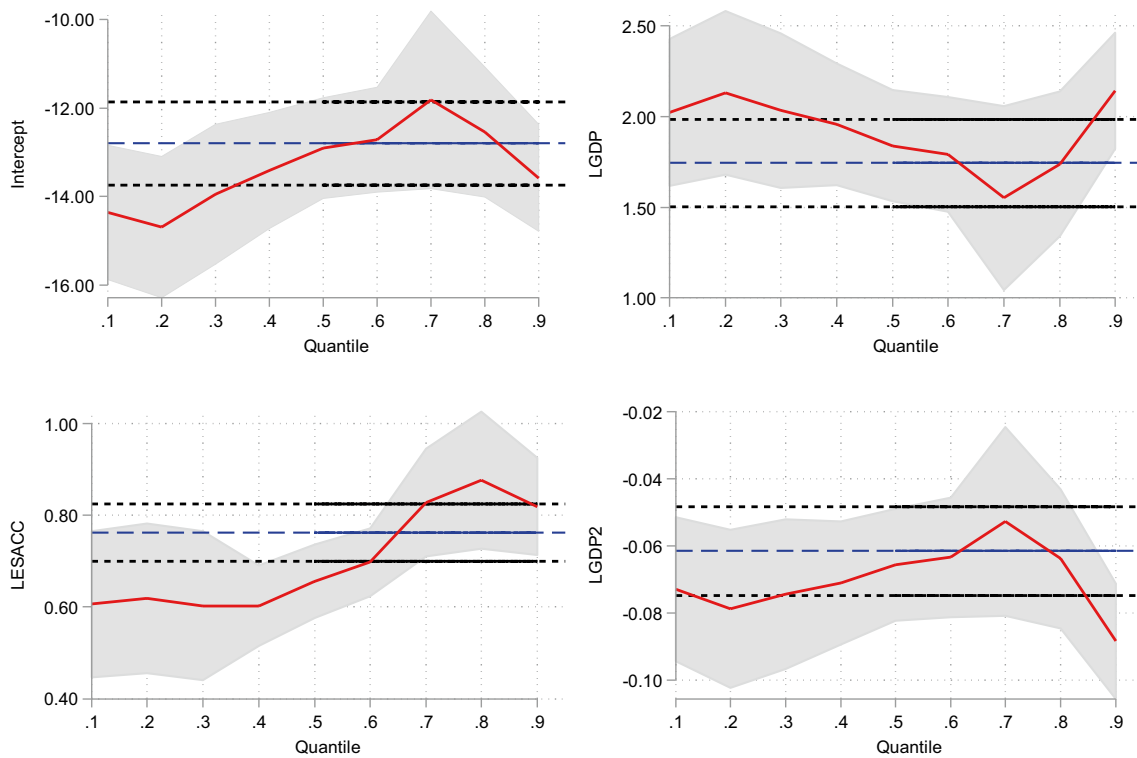 -10.00
-12.00
-14.00
-16.00
Intercept
.1 .2 .3 .4 .5 .6 .7 .8 .9
Quantile
2.50
2.00
1.50
1.00
LGDP
.1 .2 .3 .4 .5 .6 .7 .8 .9
Quantile
1.00
0.80
0.60
0.40
LESACC
.1 .2 .3 .4 .5 .6 .7 .8 .9
Quantile
-0.02
-0.04
-0.06
-0.08
-0.10
LGDP2
.1 .2 .3 .4 .5 .6 .7 .8 .9
Quantile